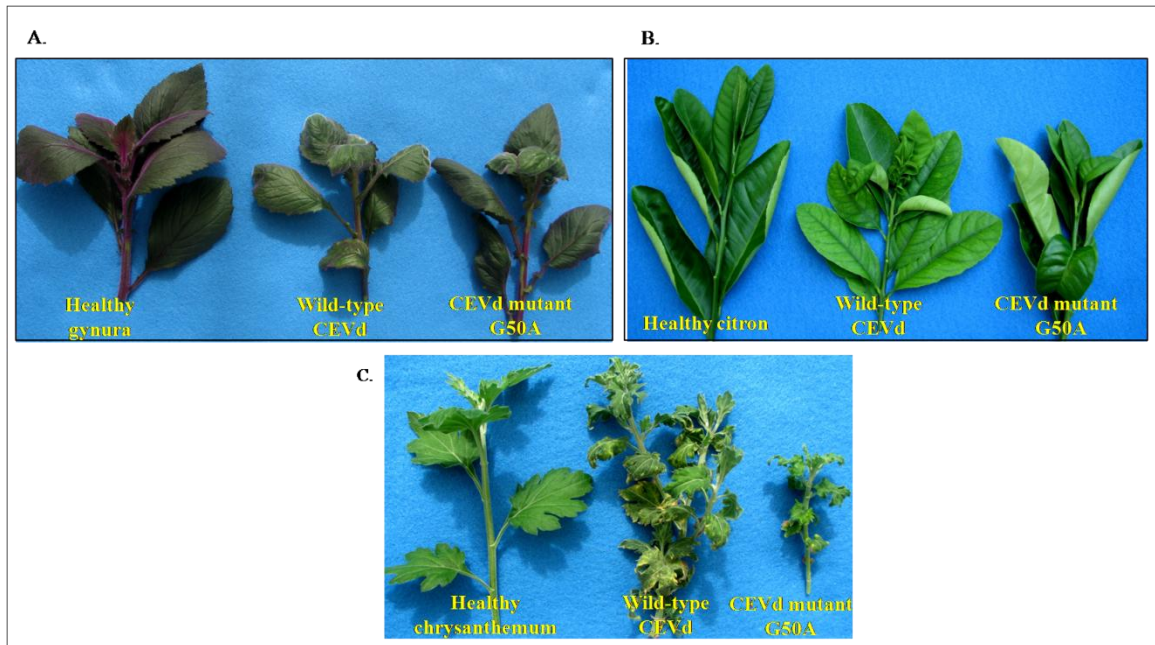 A.
B.
Healthy
gynura
Wild-type
CEVd
CEVd mutant
G50A
Healthy citron
Wild-type
CEVd
CEVd mutant
G50A
C.
Healthy
chrysanthemum
Wild-type
CEVd
CEVd mutant
G50A